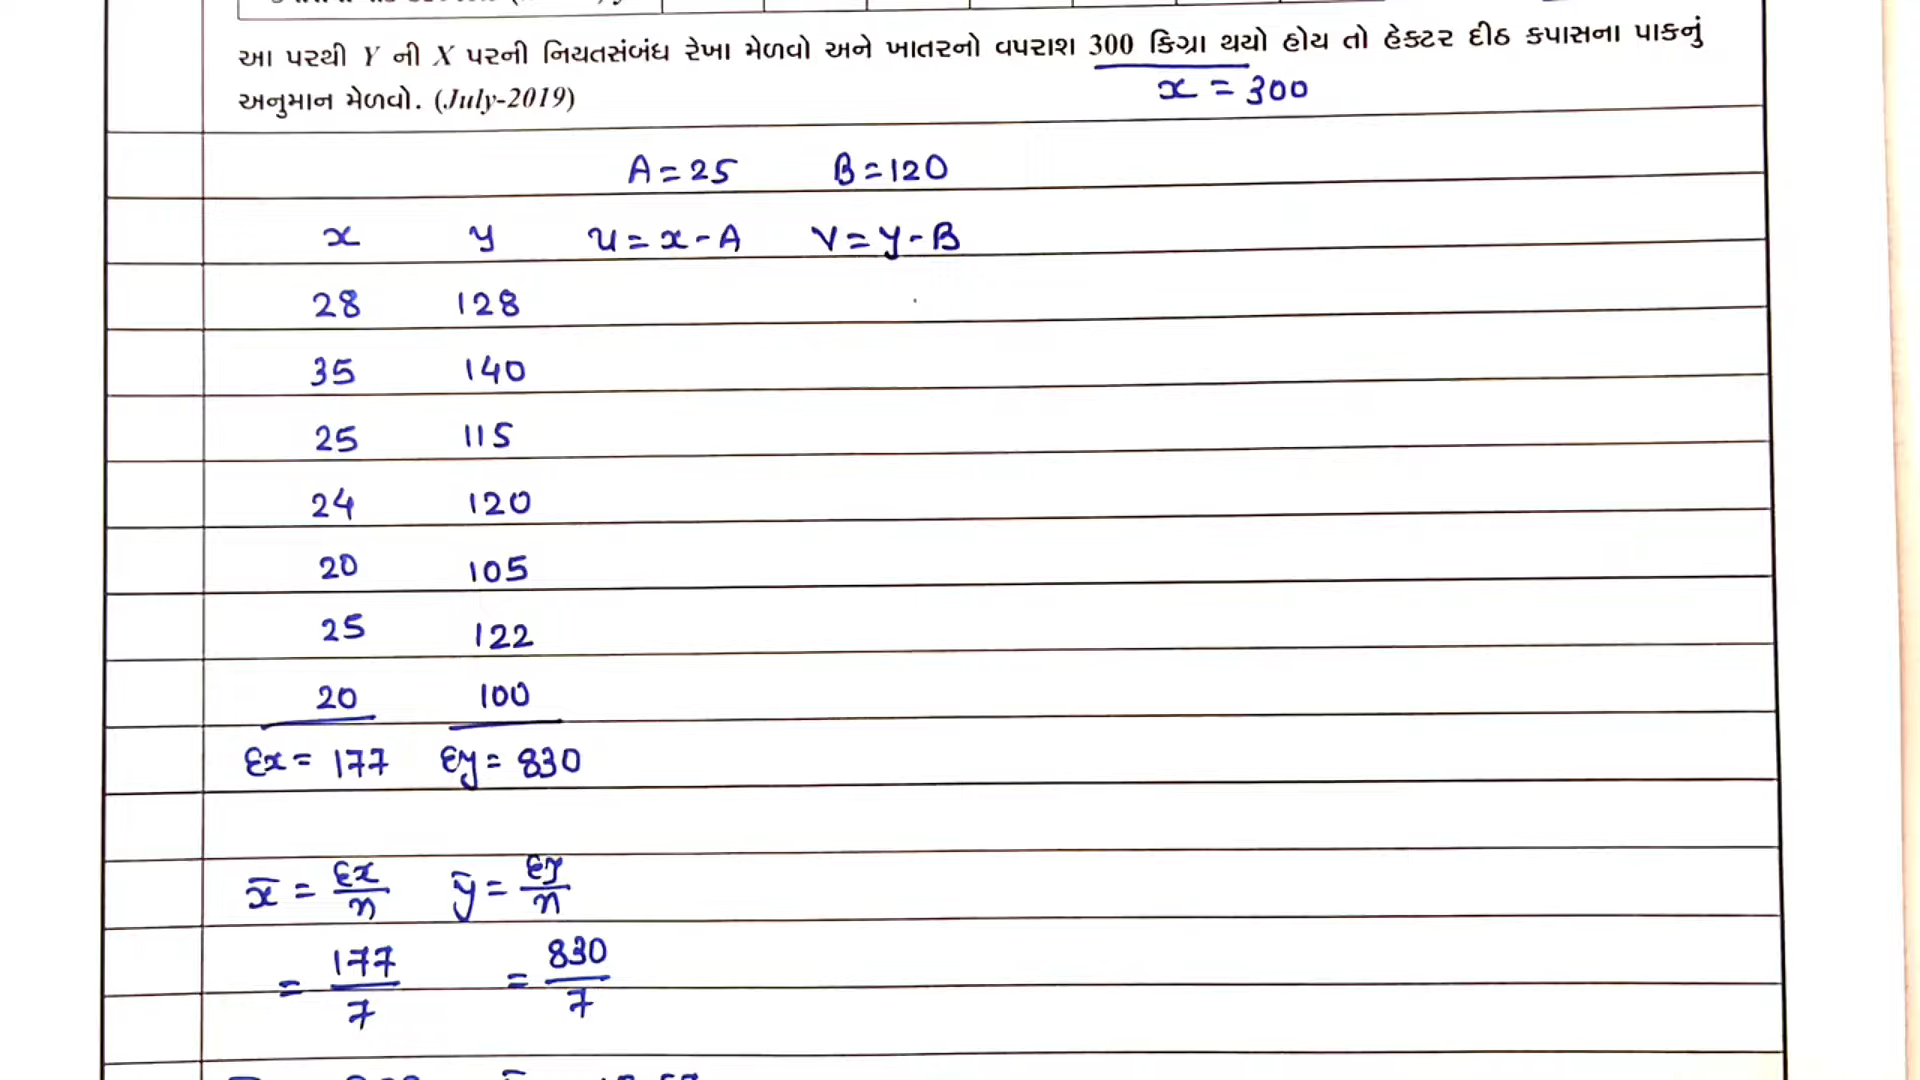 આ પરથી Y ની X પરની નિયતસંબંધ રેખા મેળવો અને ખાતરનો વપરાશ 300 કિગ્રા થયો હોય તો હેક્ટર દીઠ કપાસના પાકનું
અનુમાન મેળવો. (July-2019)
x = 300
A = 25 B = 120
x y u = x - A v = y - B
28 128
35 140
25 115
24 120
20 105
25 122
20 100
Σx = 177 Σy = 830
x̄ = Σx/n ȳ = Σy/n
= 177/7 = 830/7